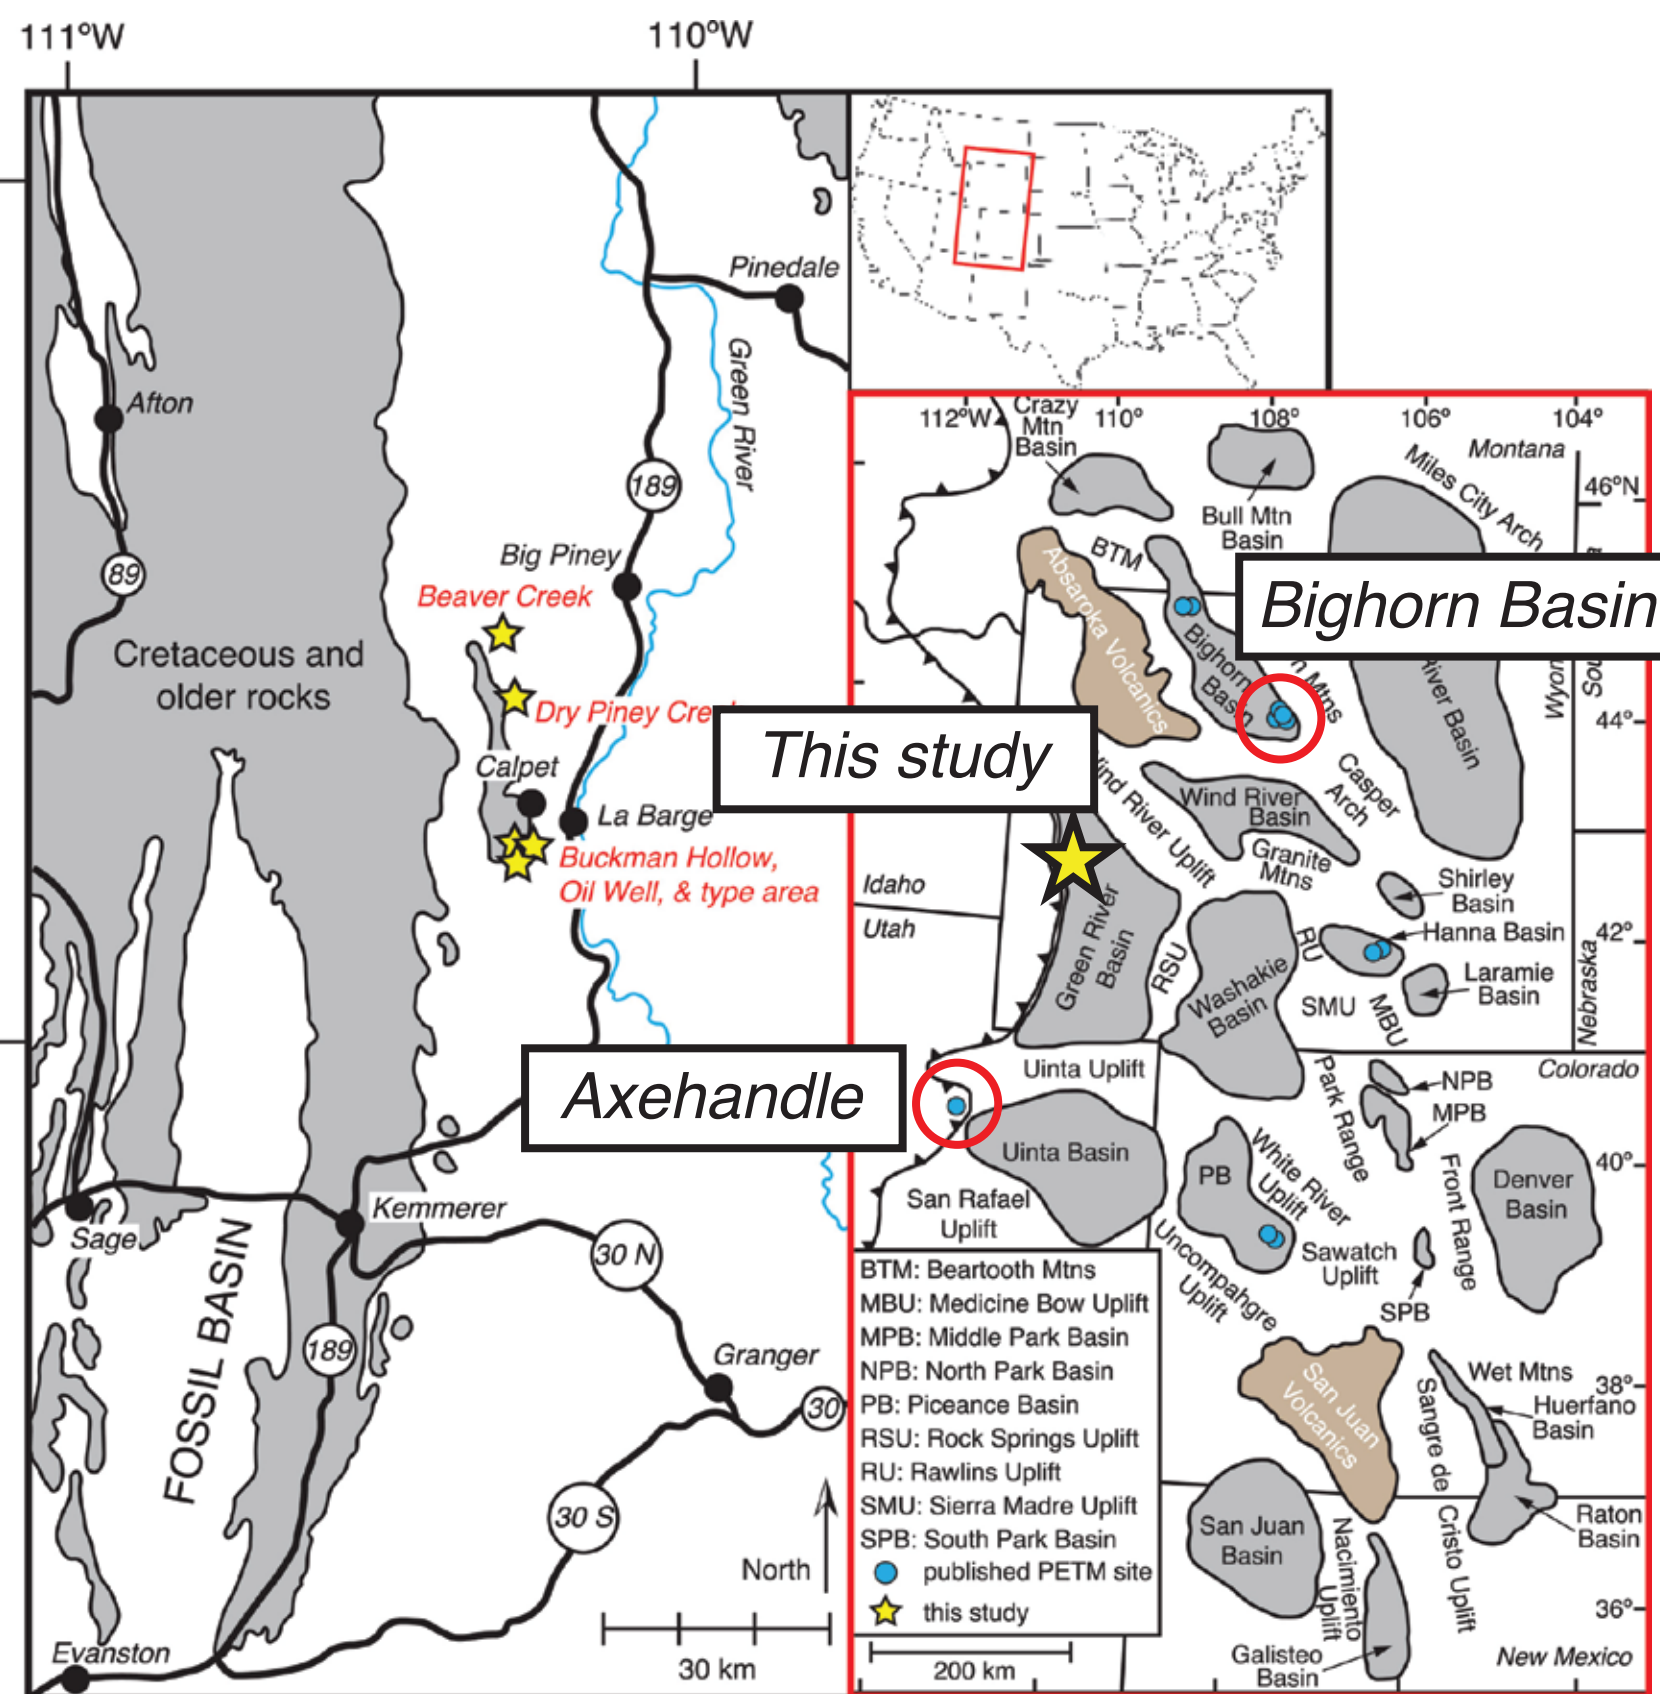 111°W
110°W
Pinedale
Green River
Afton
189
Big Piney
89
Beaver Creek
Cretaceous and
older rocks
Dry Piney Cre
Calpet
La Barge
Buckman Hollow,
Oil Well, & type area
This study
Axehandle
Kemmerer
Sage
30 N
FOSSIL BASIN
189
Granger
30
30 S
North
Evanston
30 km
112°W
110°
108°
106°
104°
Crazy
Mtn
Basin
Montana
Miles City Arch
46°N
Bull Mtn
Basin
BTM
Absaroka Volcanics
Bighorn Basin
Bighorn
Basin
n Mtns
River Basin
Wyon
Sou
44°
Wind River Uplift
Wind River
Basin
Casper
Arch
Granite
Mtns
Idaho
Utah
Shirley
Basin
Green River
Basin
RSU
Washakie
Basin
RU
Hanna Basin
42°
Laramie
Basin
SMU
MBU
Nebraska
Uinta Uplift
Colorado
Park Range
NPB
MPB
Uinta Basin
PB
White River
Uplift
Front Range
Denver
Basin
40°
San Rafael
Uplift
Uncompahgre
Uplift
Sawatch
Uplift
SPB
BTM: Beartooth Mtns
MBU: Medicine Bow Uplift
MPB: Middle Park Basin
NPB: North Park Basin
PB: Piceance Basin
RSU: Rock Springs Uplift
RU: Rawlins Uplift
SMU: Sierra Madre Uplift
SPB: South Park Basin
published PETM site
this study
200 km
San Juan
Volcanics
Wet Mtns
38°
Huerfano
Basin
Sangre de Cristo Uplift
Raton
Basin
San Juan
Basin
Nacimiento
Uplift
36°
Galisteo
Basin
New Mexico